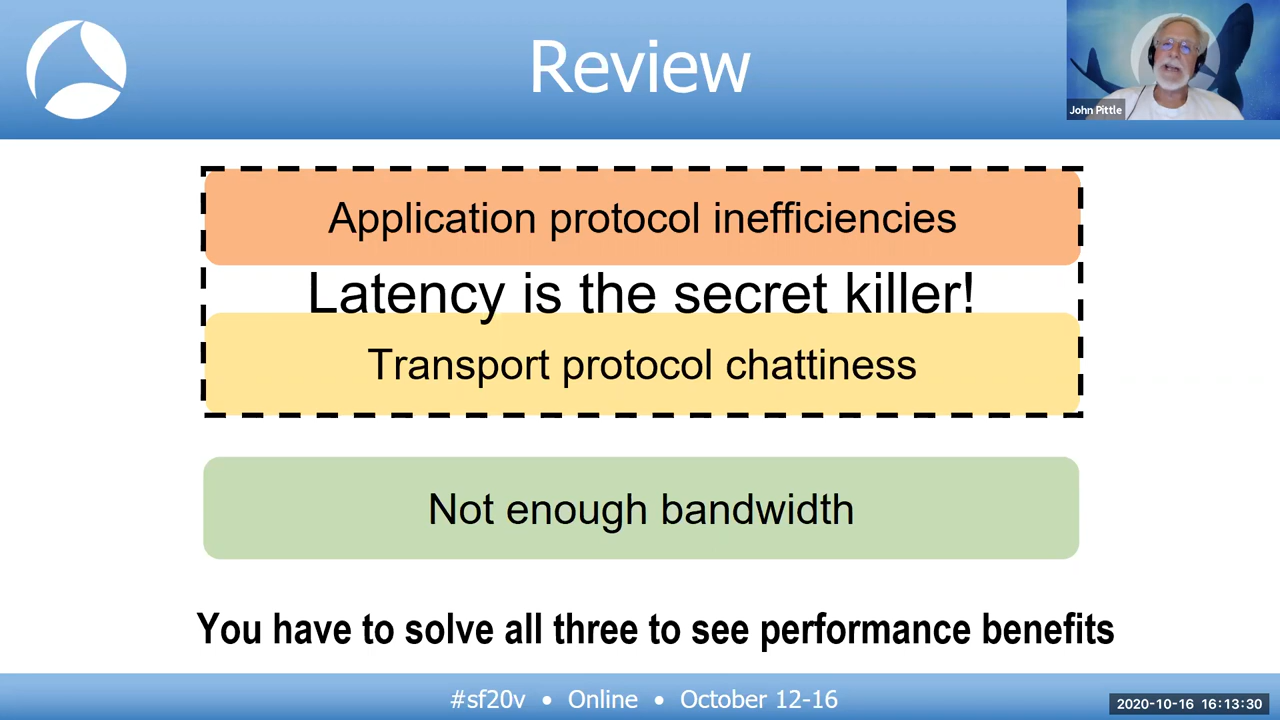 Review
John Pittle
Application protocol inefficiencies
Latency is the secret killer!
Transport protocol chattiness
Not enough bandwidth
You have to solve all three to see performance benefits
#sf20v • Online • October 12-16
2020-10-16 16:13:30